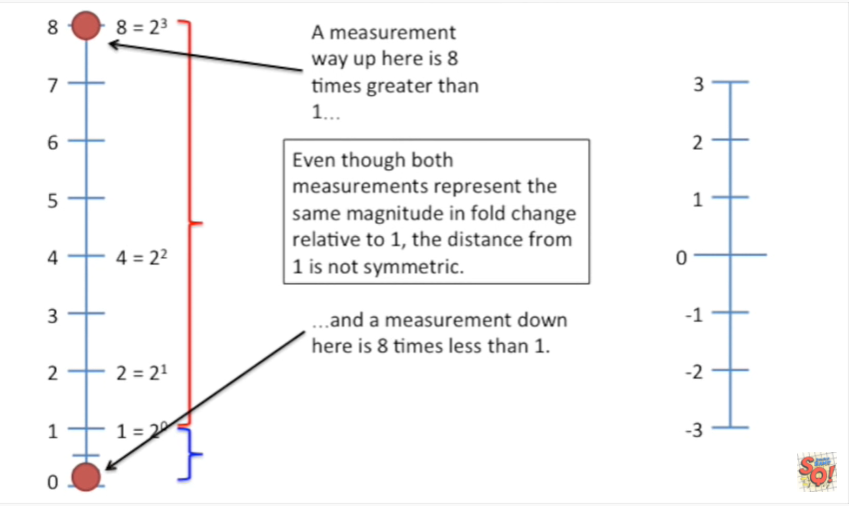 8
8 = 2³
7
6
5
4
4 = 2²
3
2
2 = 2¹
1
1 = 2⁰
0
A measurement
way up here is 8
times greater than
1…
Even though both
measurements represent the
same magnitude in fold change
relative to 1, the distance from
1 is not symmetric.
…and a measurement down
here is 8 times less than 1.
3
2
1
0
-1
-2
-3
SQ!